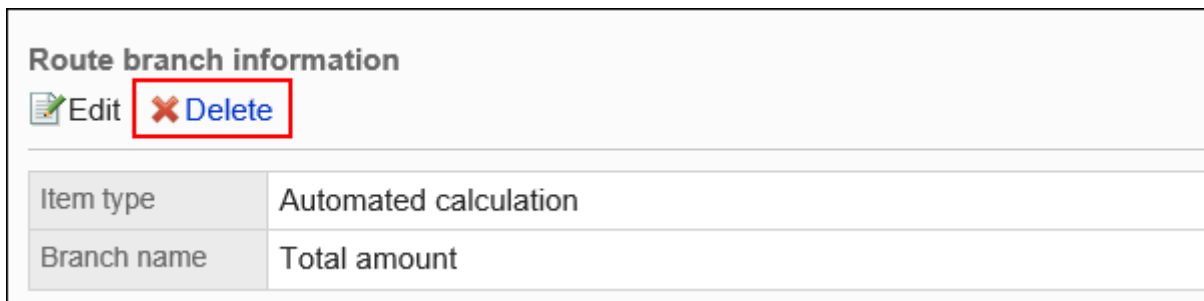 Route branch information
Edit Delete
Item type Automated calculation
Branch name Total amount